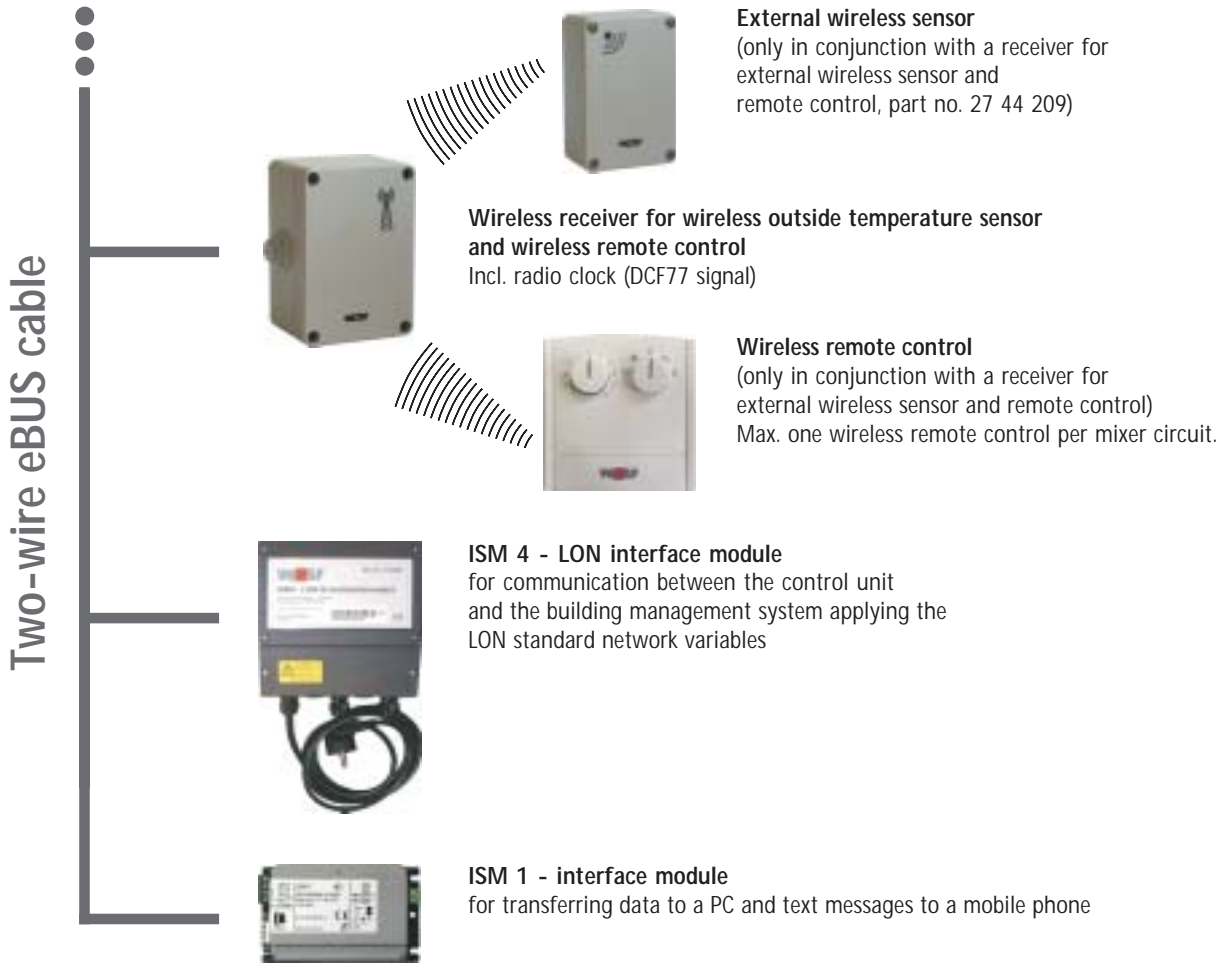 Two-wire eBUS cable
External wireless sensor
(only in conjunction with a receiver for
external wireless sensor and
remote control, part no. 27 44 209)
Wireless receiver for wireless outside temperature sensor
and wireless remote control
Incl. radio clock (DCF77 signal)
Wireless remote control
(only in conjunction with a receiver for
external wireless sensor and remote control)
Max. one wireless remote control per mixer circuit.
ISM 4 - LON interface module
for communication between the control unit
and the building management system applying the
LON standard network variables
ISM 1 - interface module
for transferring data to a PC and text messages to a mobile phone